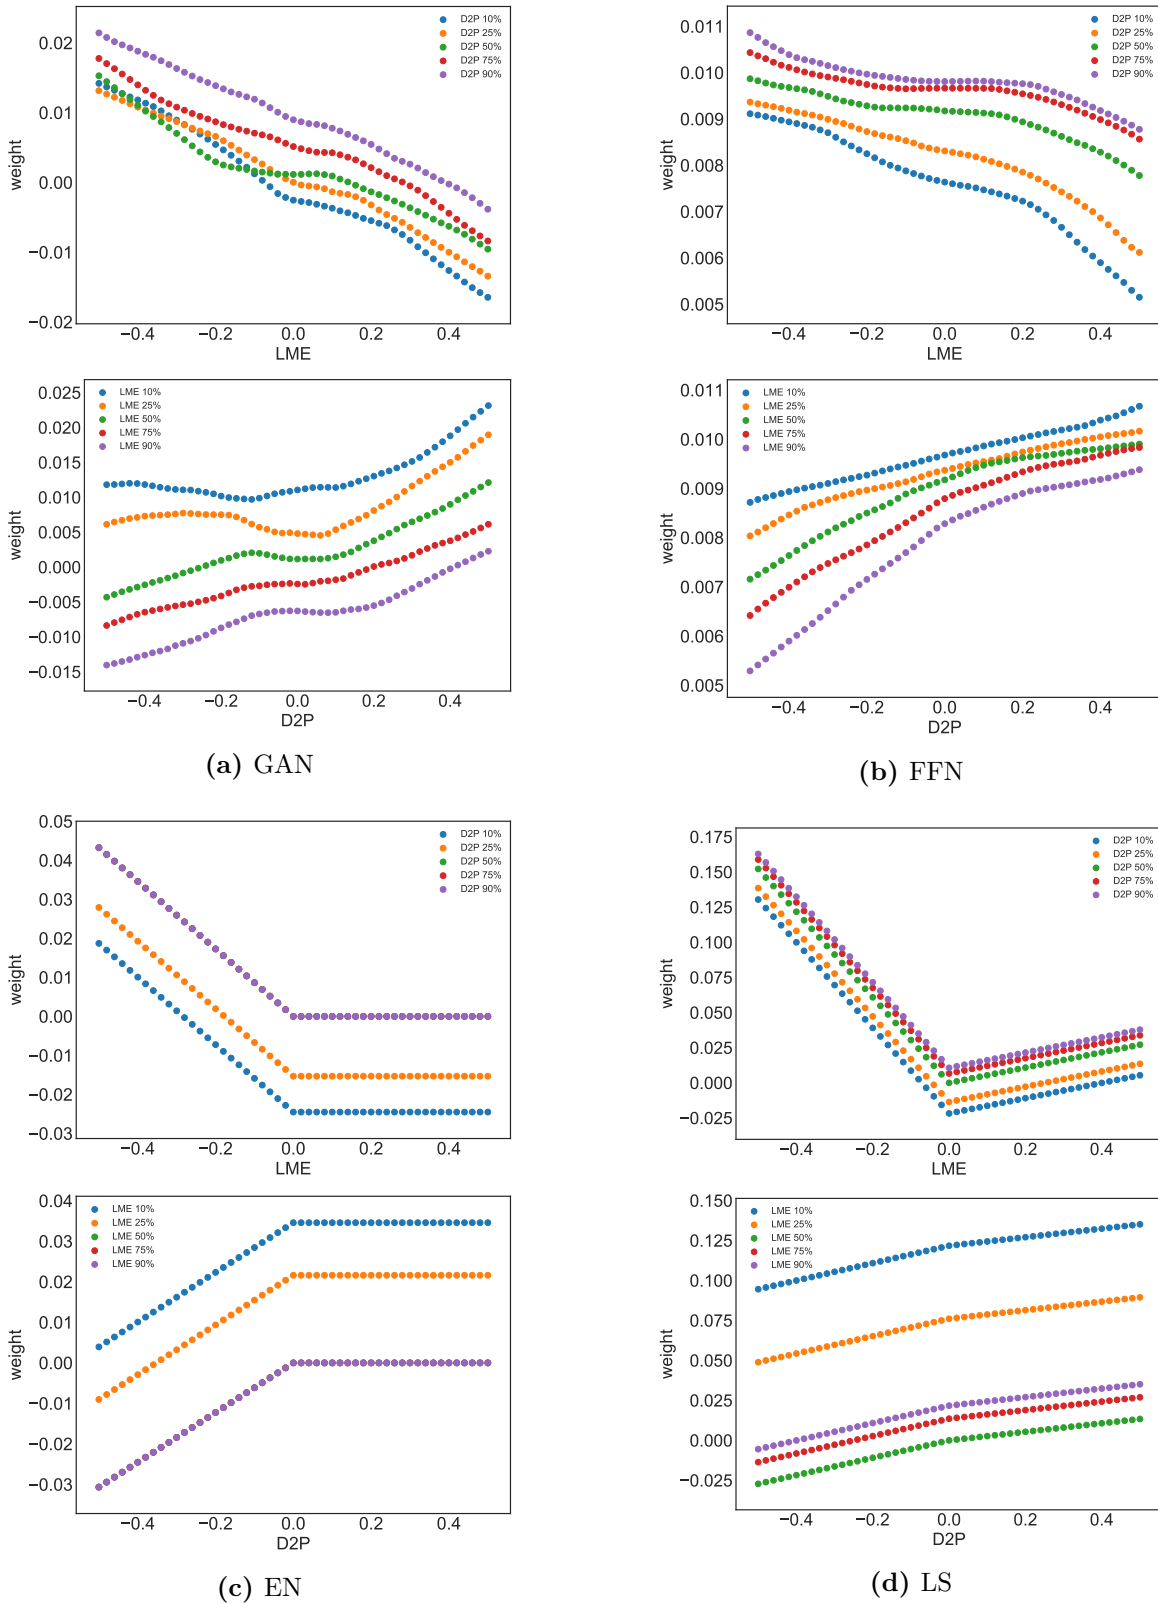 0.02
0.01
0.00
−0.01
−0.02
weight
D2P 10%
D2P 25%
D2P 50%
D2P 75%
D2P 90%
−0.4 −0.2 0.0 0.2 0.4
LME
0.025
0.020
0.015
0.010
0.005
0.000
−0.005
−0.010
−0.015
weight
LME 10%
LME 25%
LME 50%
LME 75%
LME 90%
−0.4 −0.2 0.0 0.2 0.4
D2P
(a) GAN
0.011
0.010
0.009
0.008
0.007
0.006
0.005
weight
D2P 10%
D2P 25%
D2P 50%
D2P 75%
D2P 90%
−0.4 −0.2 0.0 0.2 0.4
LME
0.011
0.010
0.009
0.008
0.007
0.006
0.005
weight
LME 10%
LME 25%
LME 50%
LME 75%
LME 90%
−0.4 −0.2 0.0 0.2 0.4
D2P
(b) FFN
0.05
0.04
0.03
0.02
0.01
0.00
−0.01
−0.02
−0.03
weight
D2P 10%
D2P 25%
D2P 50%
D2P 75%
D2P 90%
−0.4 −0.2 0.0 0.2 0.4
LME
0.04
0.03
0.02
0.01
0.00
−0.01
−0.02
−0.03
weight
LME 10%
LME 25%
LME 50%
LME 75%
LME 90%
−0.4 −0.2 0.0 0.2 0.4
D2P
(c) EN
0.175
0.150
0.125
0.100
0.075
0.050
0.025
0.000
−0.025
weight
D2P 10%
D2P 25%
D2P 50%
D2P 75%
D2P 90%
−0.4 −0.2 0.0 0.2 0.4
LME
0.150
0.125
0.100
0.075
0.050
0.025
0.000
−0.025
weight
LME 10%
LME 25%
LME 50%
LME 75%
LME 90%
−0.4 −0.2 0.0 0.2 0.4
D2P
(d) LS